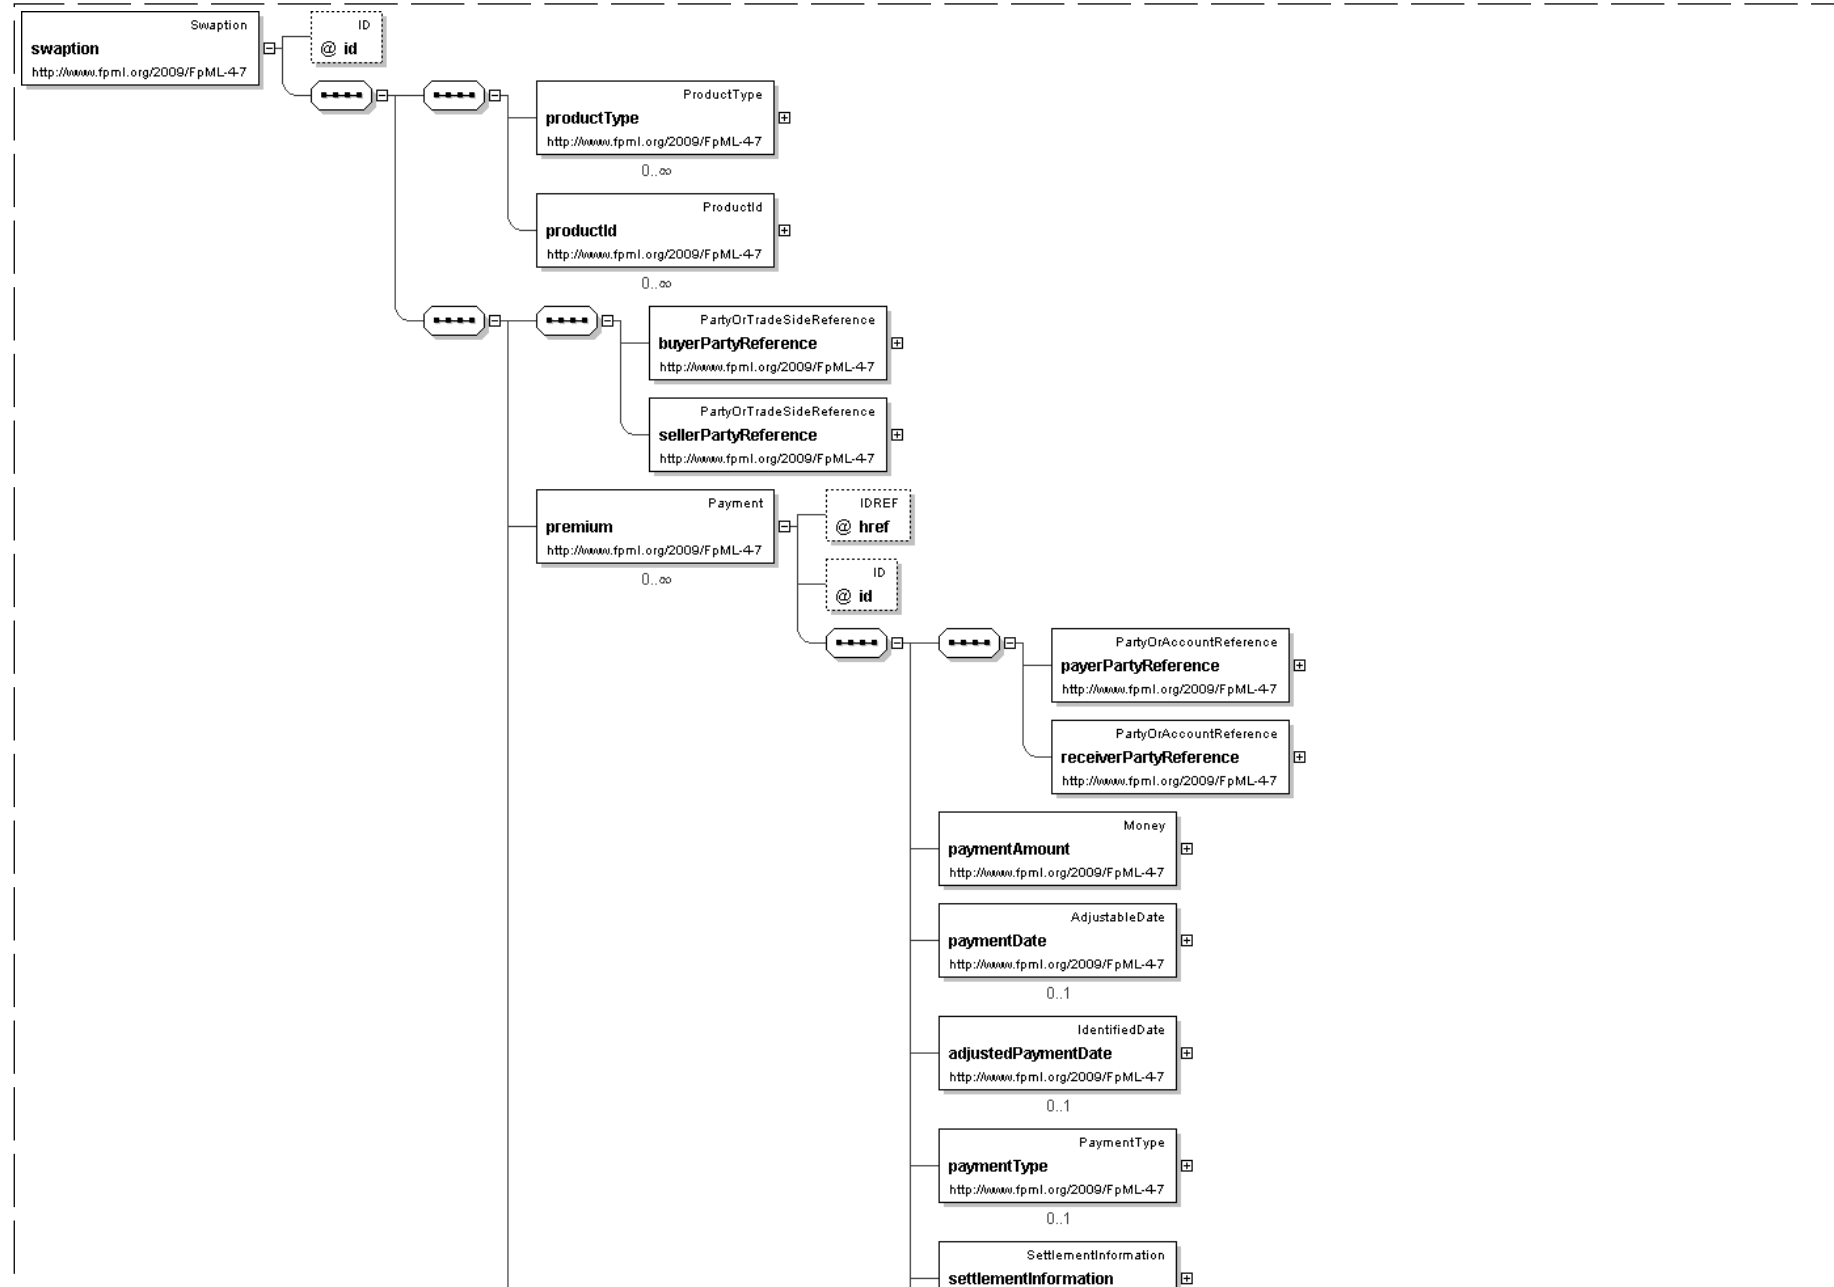 Swaption
swaption
http://www.fpml.org/2009/FpML-4-7
ID
@ id
ProductType
productType
http://www.fpml.org/2009/FpML-4-7
0..∞
ProductId
productId
http://www.fpml.org/2009/FpML-4-7
0..∞
PartyOrTradeSideReference
buyerPartyReference
http://www.fpml.org/2009/FpML-4-7
PartyOrTradeSideReference
sellerPartyReference
http://www.fpml.org/2009/FpML-4-7
Payment
premium
http://www.fpml.org/2009/FpML-4-7
0..∞
IDREF
@ href
ID
@ id
PartyOrAccountReference
payerPartyReference
http://www.fpml.org/2009/FpML-4-7
PartyOrAccountReference
receiverPartyReference
http://www.fpml.org/2009/FpML-4-7
Money
paymentAmount
http://www.fpml.org/2009/FpML-4-7
AdjustableDate
paymentDate
http://www.fpml.org/2009/FpML-4-7
0..1
IdentifiedDate
adjustedPaymentDate
http://www.fpml.org/2009/FpML-4-7
0..1
PaymentType
paymentType
http://www.fpml.org/2009/FpML-4-7
0..1
SettlementInformation
settlementInformation